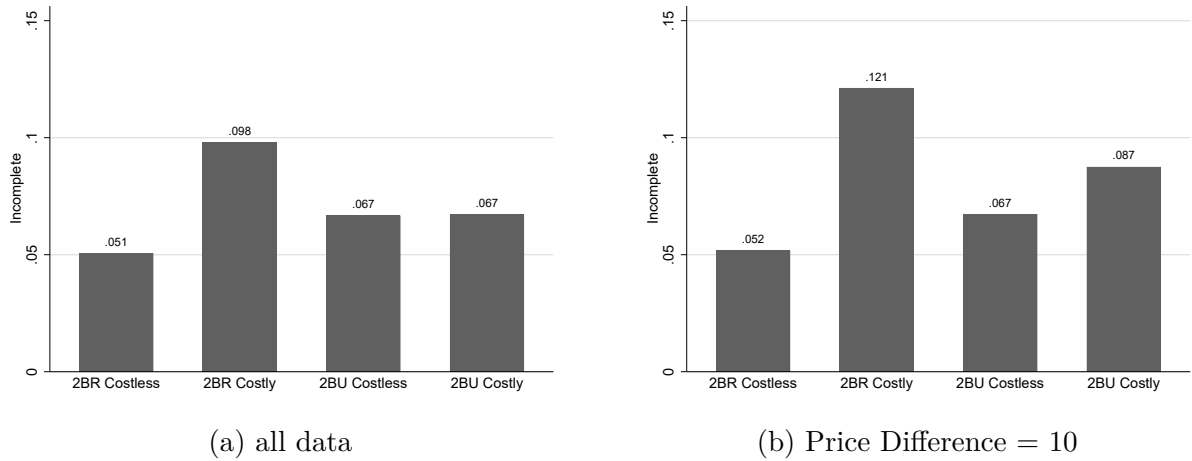 .15
.1
.05
0
Incomplete
.051
.098
.067
.067
2BR Costless
2BR Costly
2BU Costless
2BU Costly
(a) all data
.15
.1
.05
0
Incomplete
.052
.121
.067
.087
2BR Costless
2BR Costly
2BU Costless
2BU Costly
(b) Price Difference = 10